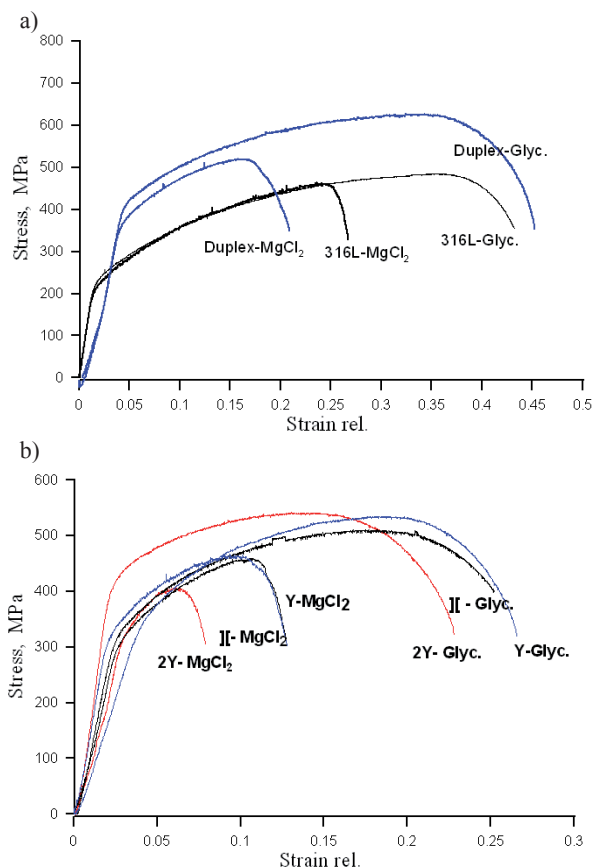 a)
800
700
600
500
400
300
200
100
0
Stress, MPa
Duplex-Glyc.
Duplex-MgCl₂
316L-MgCl₂
316L-Glyc.
0 0.05 0.1 0.15 0.2 0.25 0.3 0.35 0.4 0.45 0.5
Strain rel.
b)
600
500
400
300
200
100
0
Stress, MPa
Y-MgCl₂
][ - Glyc.
][- MgCl₂
2Y- MgCl₂
2Y- Glyc.
Y-Glyc.
0 0.05 0.1 0.15 0.2 0.25 0.3
Strain rel.